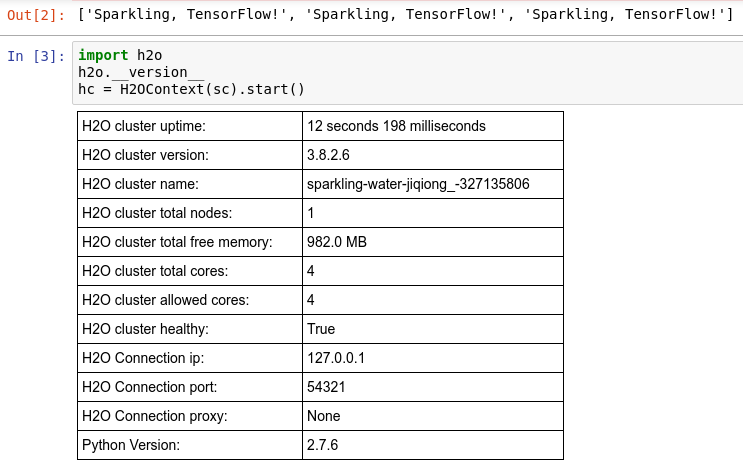 Out[2]: ['Sparkling, TensorFlow!', 'Sparkling, TensorFlow!', 'Sparkling, TensorFlow!']
In [3]: import h2o
h2o.__version__
hc = H2OContext(sc).start()
H2O cluster uptime: 12 seconds 198 milliseconds
H2O cluster version: 3.8.2.6
H2O cluster name: sparkling-water-jiqiong_-327135806
H2O cluster total nodes: 1
H2O cluster total free memory: 982.0 MB
H2O cluster total cores: 4
H2O cluster allowed cores: 4
H2O cluster healthy: True
H2O Connection ip: 127.0.0.1
H2O Connection port: 54321
H2O Connection proxy: None
Python Version: 2.7.6